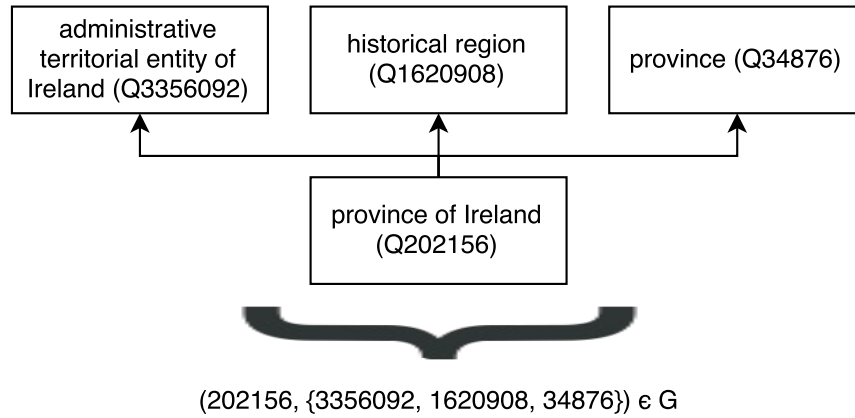 administrative
territorial entity of
Ireland (Q3356092)
historical region
(Q1620908)
province (Q34876)
province of Ireland
(Q202156)
(202156, {3356092, 1620908, 34876}) є G